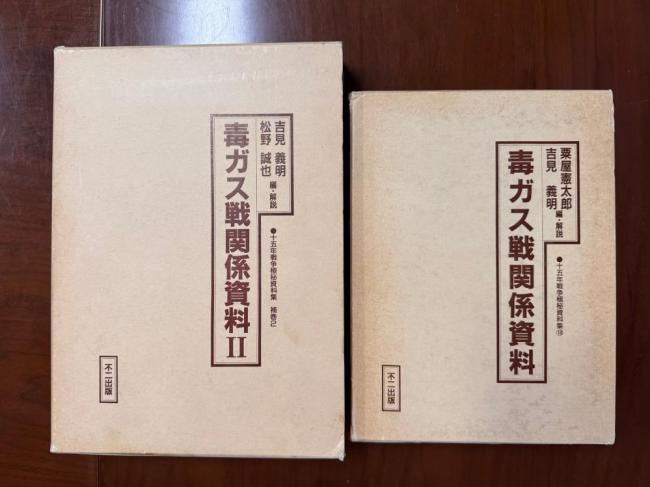 吉見義明
松野誠也
編・解説
毒ガス戦関係資料II
●十五年戦争極秘資料集 補巻2
不二出版
粟屋憲太郎
吉見義明
編・解説
毒ガス戦関係資料
●十五年戦争極秘資料集⑱
不二出版